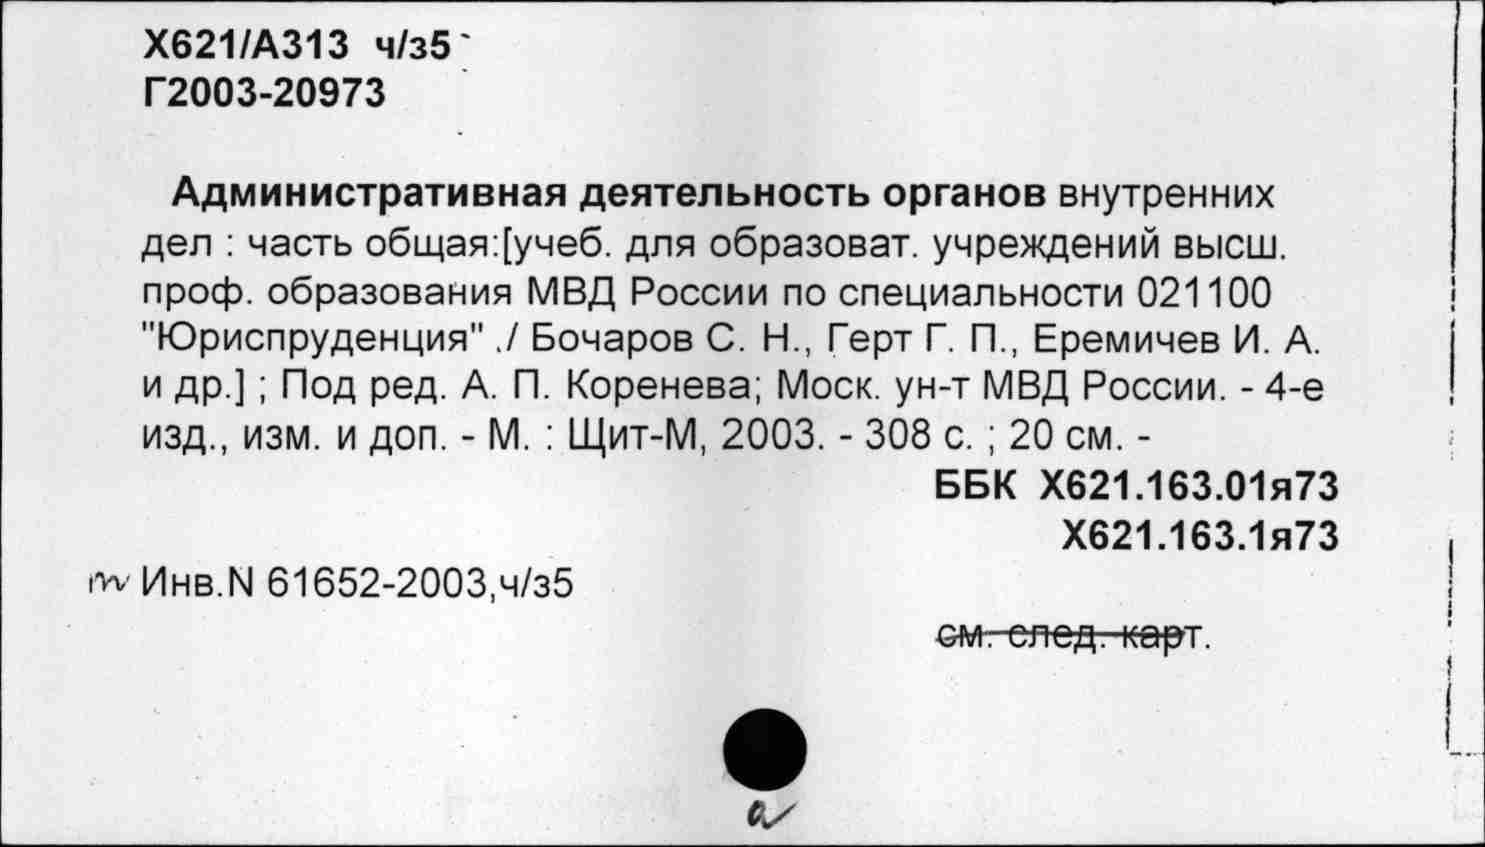 Х621/А313 ч/з5
Г2003-20973
Административная деятельность органов внутренних
дел : часть общая:[учеб. для образоват. учреждений высш.
проф. образования МВД России по специальности 021100
"Юриспруденция" ./ Бочаров С. Н., Герт Г. П., Еремичев И. А.
и др.] ; Под ред. А. П. Коренева; Моск. ун-т МВД России. - 4-е
изд., изм. и доп. - М. : Щит-М, 2003. - 308 с. ; 20 см. -
ББК Х621.163.01я73
Х621.163.1я73
Инв.N 61652-2003,ч/з5
см. след. карт.